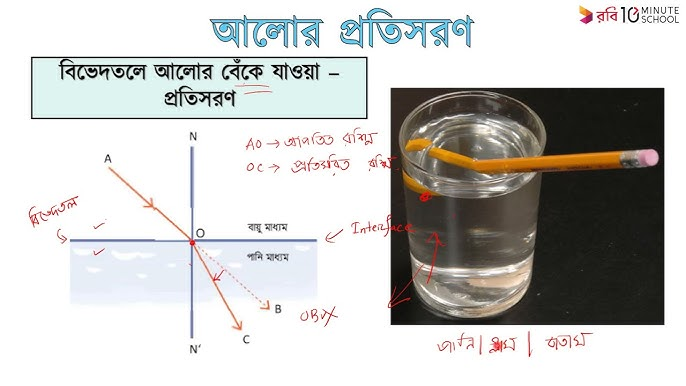 আলোর প্রতিসরণ
রবি 10 MINUTE SCHOOL
বিভেদতলে আলোর বেঁকে যাওয়া –
প্রতিসরণ
N
A
AO → আপতিত রশ্মি
OC → প্রতিসরিত রশ্মি
বিভেদতল
O
বায়ু মাধ্যম
Interface
পানি মাধ্যম
B
OB
C
N'
পানি | কাঁচ | বাতাস